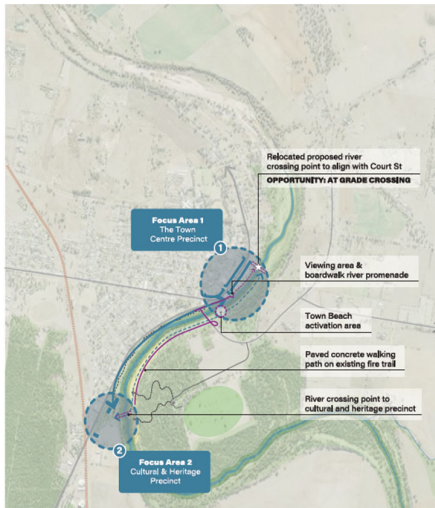 Relocated proposed river
crossing point to align with Court St
OPPORTUNITY: AT GRADE CROSSING
Focus Area 1
The Town
Centre Precinct
1
Viewing area &
boardwalk river promenade
Town Beach
activation area
Paved concrete walking
path on existing fire trail
River crossing point to
cultural and heritage precinct
2
Focus Area 2
Cultural & Heritage
Precinct